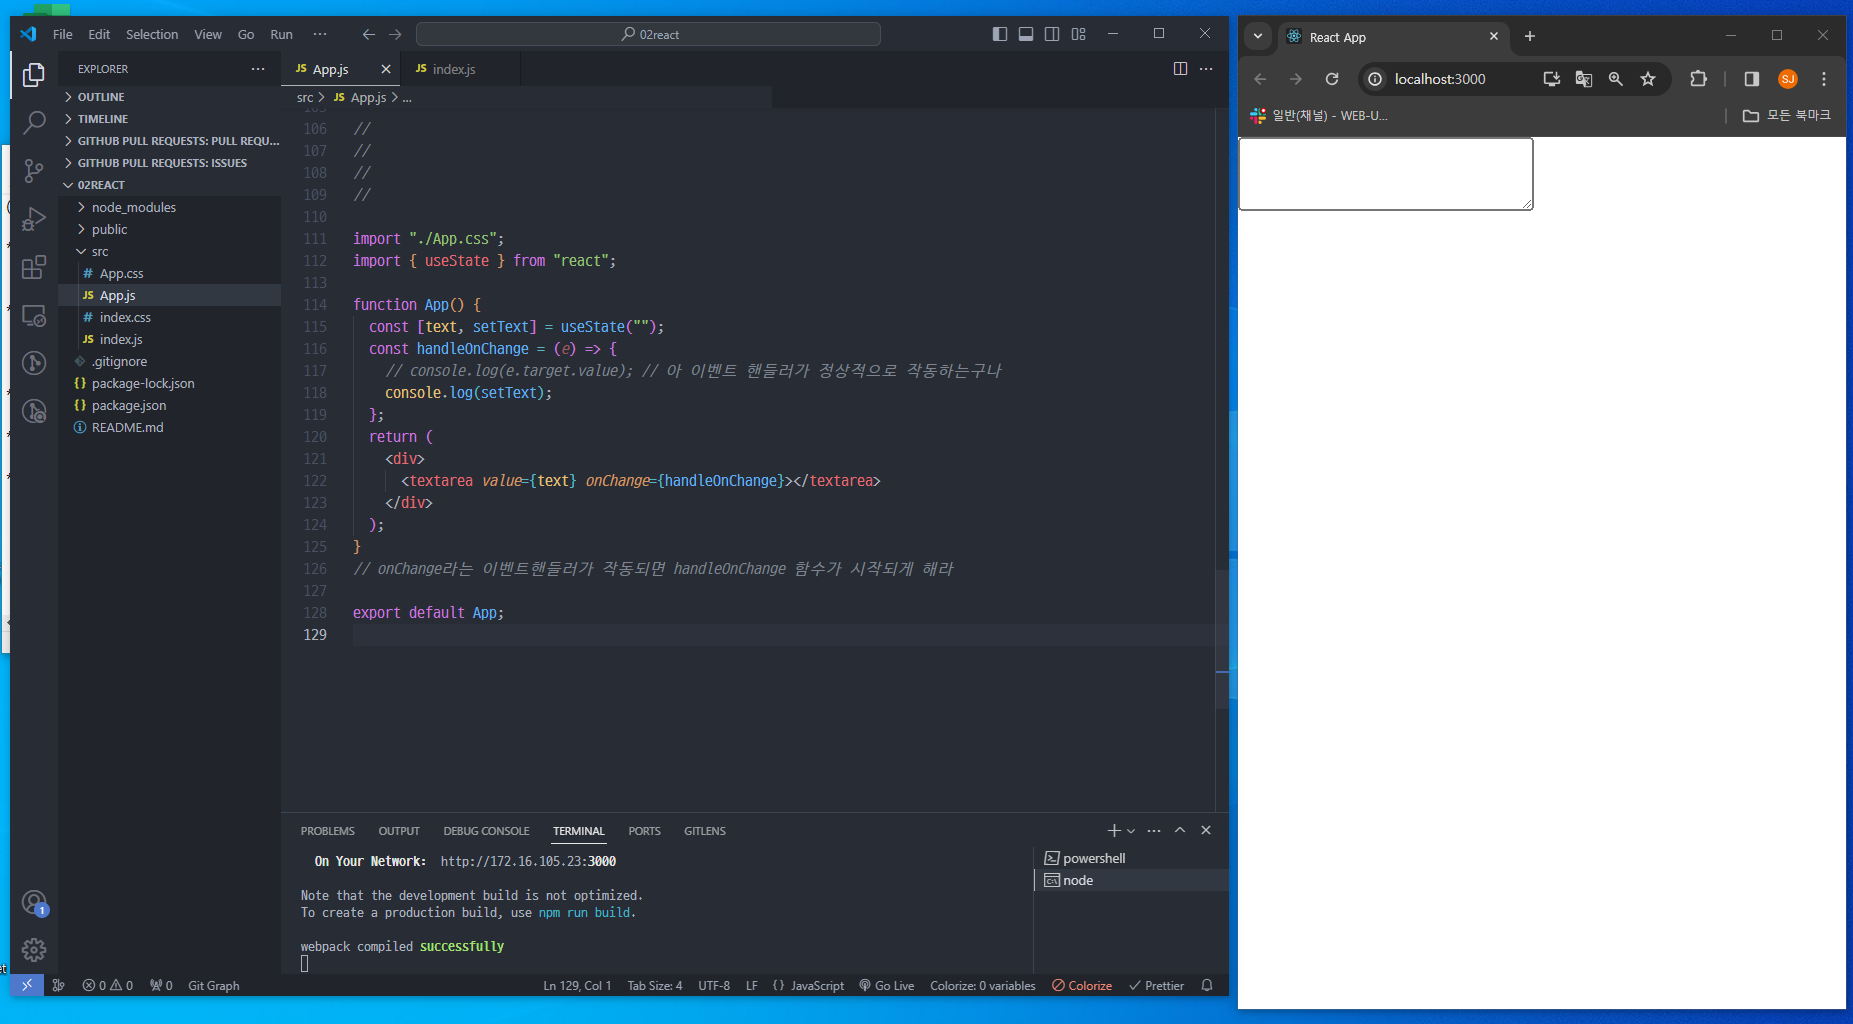 File Edit Selection View Go Run ··· 02react
EXPLORER ···
OUTLINE
TIMELINE
GITHUB PULL REQUESTS: PULL REQU...
GITHUB PULL REQUESTS: ISSUES
02REACT
node_modules
public
src
# App.css
JS App.js
# index.css
JS index.js
.gitignore
{} package-lock.json
{} package.json
README.md
JS App.js JS index.js
src > JS App.js > ...
106 //
107 //
108 //
109 //
110
111 import "./App.css";
112 import { useState } from "react";
113
114 function App() {
115 const [text, setText] = useState("");
116 const handleOnChange = (e) => {
117 // console.log(e.target.value); // 아 이벤트 핸들러가 정상적으로 작동하는구나
118 console.log(setText);
119 };
120 return (
121 <div>
122 <textarea value={text} onChange={handleOnChange}></textarea>
123 </div>
124 );
125 }
126 // onChange라는 이벤트핸들러가 작동되면 handleOnChange 함수가 시작되게 해라
127
128 export default App;
129
PROBLEMS OUTPUT DEBUG CONSOLE TERMINAL PORTS GITLENS
On Your Network: http://172.16.105.23:3000
Note that the development build is not optimized.
To create a production build, use npm run build.
webpack compiled successfully
powershell
node
1
0 0 0 Git Graph Ln 129, Col 1 Tab Size: 4 UTF-8 LF {} JavaScript Go Live Colorize: 0 variables Colorize Prettier
React App
localhost:3000 SJ
일반(채널) - WEB-U... 모든 북마크